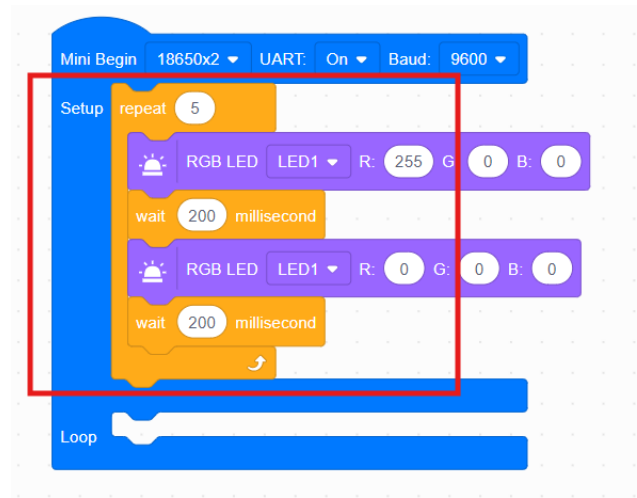 Mini Begin 18650x2 UART: On Baud: 9600
Setup repeat 5
RGB LED LED1 R: 255 G: 0 B: 0
wait 200 millisecond
RGB LED LED1 R: 0 G: 0 B: 0
wait 200 millisecond
Loop